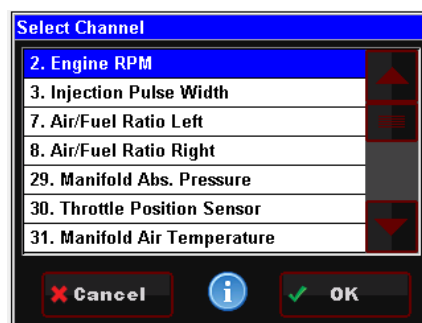 Select Channel
2. Engine RPM
3. Injection Pulse Width
7. Air/Fuel Ratio Left
8. Air/Fuel Ratio Right
29. Manifold Abs. Pressure
30. Throttle Position Sensor
31. Manifold Air Temperature
Cancel
i
OK